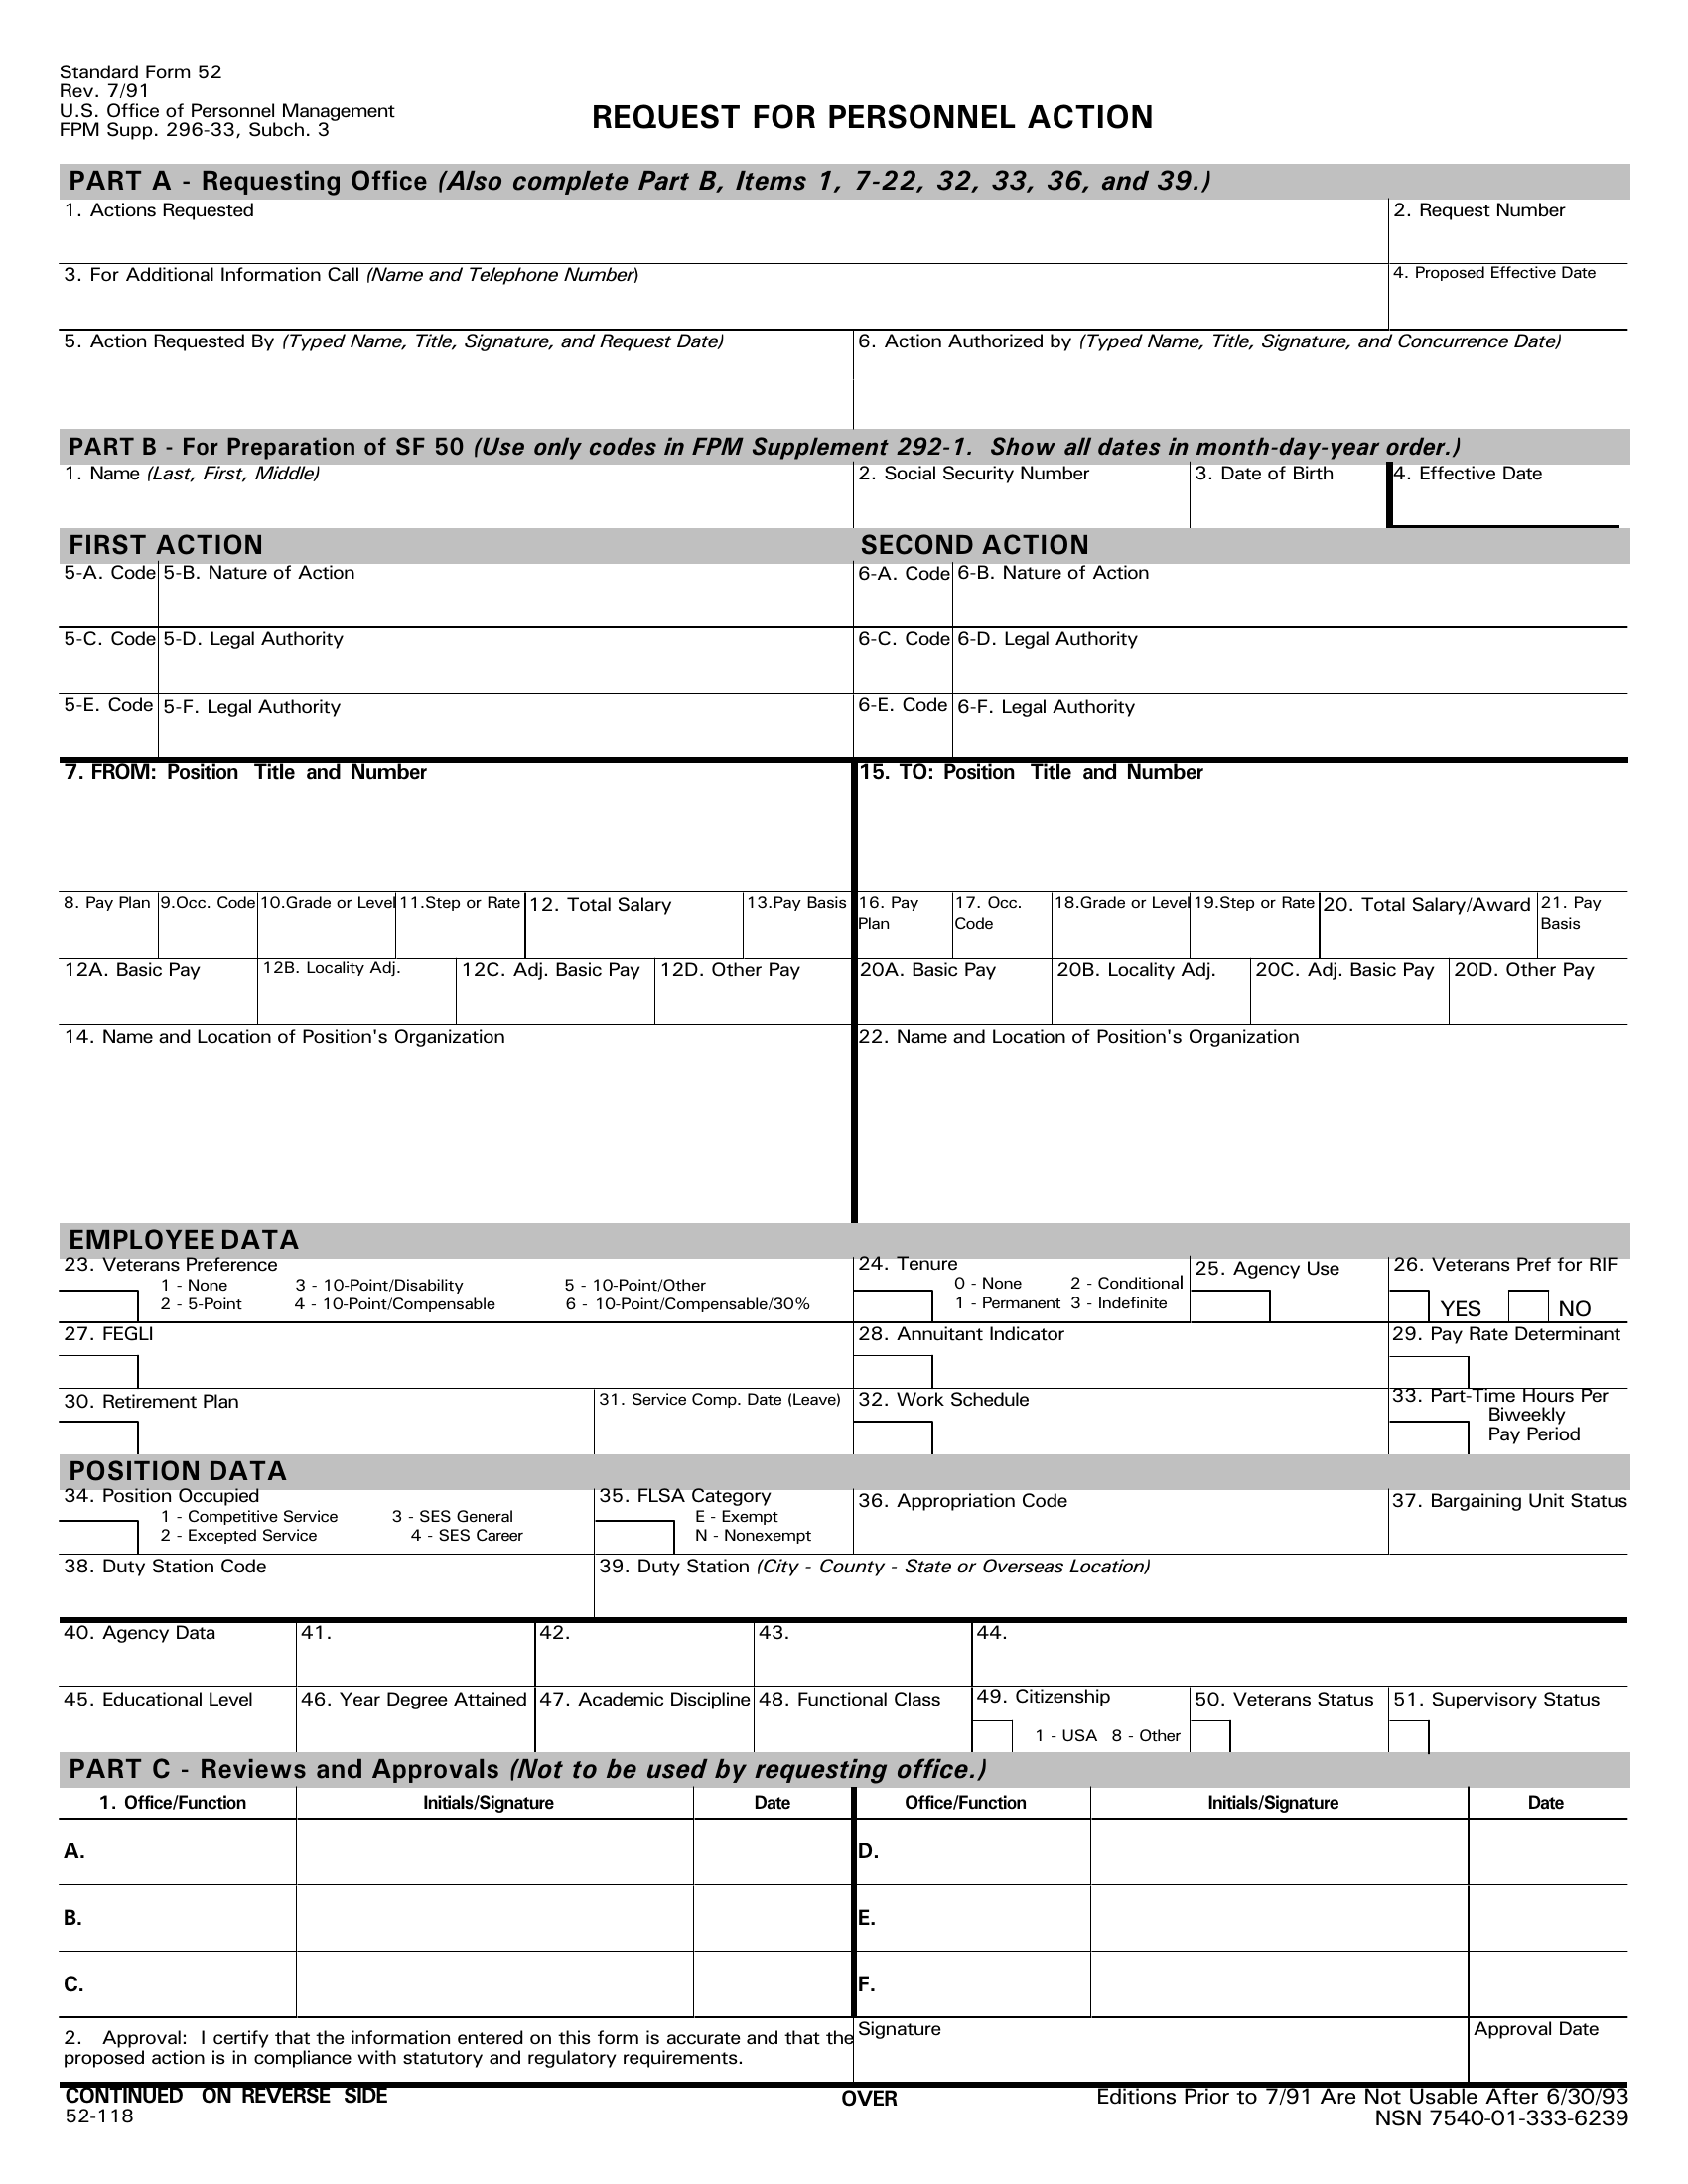 Standard Form 52
Rev. 7/91
U.S. Office of Personnel Management
FPM Supp. 296-33, Subch. 3
REQUEST FOR PERSONNEL ACTION
PART A - Requesting Office (Also complete Part B, Items 1, 7-22, 32, 33, 36, and 39.)
1. Actions Requested
2. Request Number
3. For Additional Information Call (Name and Telephone Number)
4. Proposed Effective Date
5. Action Requested By (Typed Name, Title, Signature, and Request Date)
6. Action Authorized by (Typed Name, Title, Signature, and Concurrence Date)
PART B - For Preparation of SF 50 (Use only codes in FPM Supplement 292-1. Show all dates in month-day-year order.)
1. Name (Last, First, Middle)
2. Social Security Number
3. Date of Birth
4. Effective Date
FIRST ACTION
SECOND ACTION
5-A. Code
5-B. Nature of Action
6-A. Code
6-B. Nature of Action
5-C. Code
5-D. Legal Authority
6-C. Code
6-D. Legal Authority
5-E. Code
5-F. Legal Authority
6-E. Code
6-F. Legal Authority
7. FROM: Position Title and Number
15. TO: Position Title and Number
8. Pay Plan
9.Occ. Code
10.Grade or Level
11.Step or Rate
12. Total Salary
13.Pay Basis
16. Pay
Plan
17. Occ.
Code
18.Grade or Level
19.Step or Rate
20. Total Salary/Award
21. Pay
Basis
12A. Basic Pay
12B. Locality Adj.
12C. Adj. Basic Pay
12D. Other Pay
20A. Basic Pay
20B. Locality Adj.
20C. Adj. Basic Pay
20D. Other Pay
14. Name and Location of Position's Organization
22. Name and Location of Position's Organization
EMPLOYEE DATA
23. Veterans Preference
1 - None
3 - 10-Point/Disability
5 - 10-Point/Other
2 - 5-Point
4 - 10-Point/Compensable
6 - 10-Point/Compensable/30%
24. Tenure
0 - None
2 - Conditional
1 - Permanent
3 - Indefinite
25. Agency Use
26. Veterans Pref for RIF
YES
NO
27. FEGLI
28. Annuitant Indicator
29. Pay Rate Determinant
30. Retirement Plan
31. Service Comp. Date (Leave)
32. Work Schedule
33. Part-Time Hours Per
Biweekly
Pay Period
POSITION DATA
34. Position Occupied
1 - Competitive Service
3 - SES General
2 - Excepted Service
4 - SES Career
35. FLSA Category
E - Exempt
N - Nonexempt
36. Appropriation Code
37. Bargaining Unit Status
38. Duty Station Code
39. Duty Station (City - County - State or Overseas Location)
40. Agency Data
41.
42.
43.
44.
45. Educational Level
46. Year Degree Attained
47. Academic Discipline
48. Functional Class
49. Citizenship
1 - USA 8 - Other
50. Veterans Status
51. Supervisory Status
PART C - Reviews and Approvals (Not to be used by requesting office.)
1. Office/Function
Initials/Signature
Date
Office/Function
Initials/Signature
Date
A.
D.
B.
E.
C.
F.
2. Approval: I certify that the information entered on this form is accurate and that the
proposed action is in compliance with statutory and regulatory requirements.
Signature
Approval Date
CONTINUED ON REVERSE SIDE
52-118
OVER
Editions Prior to 7/91 Are Not Usable After 6/30/93
NSN 7540-01-333-6239